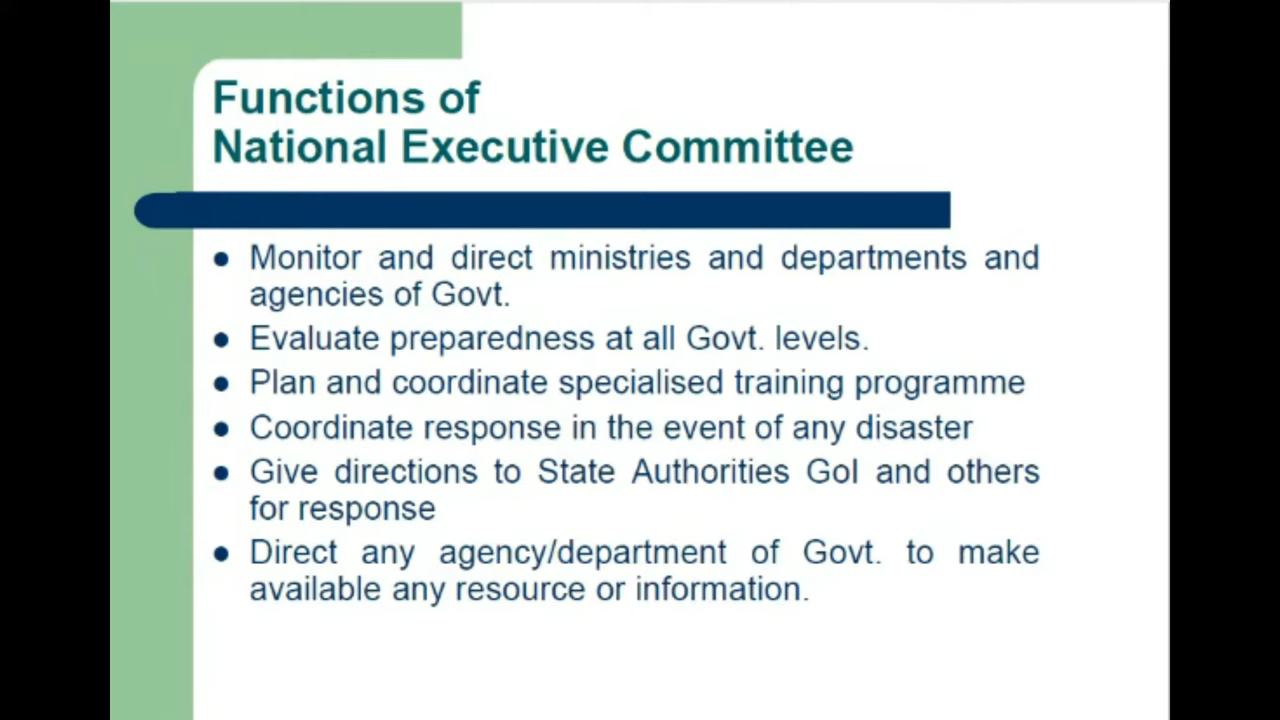 Functions of
National Executive Committee
● Monitor and direct ministries and departments and
agencies of Govt.
● Evaluate preparedness at all Govt. levels.
● Plan and coordinate specialised training programme
● Coordinate response in the event of any disaster
● Give directions to State Authorities GoI and others
for response
● Direct any agency/department of Govt. to make
available any resource or information.